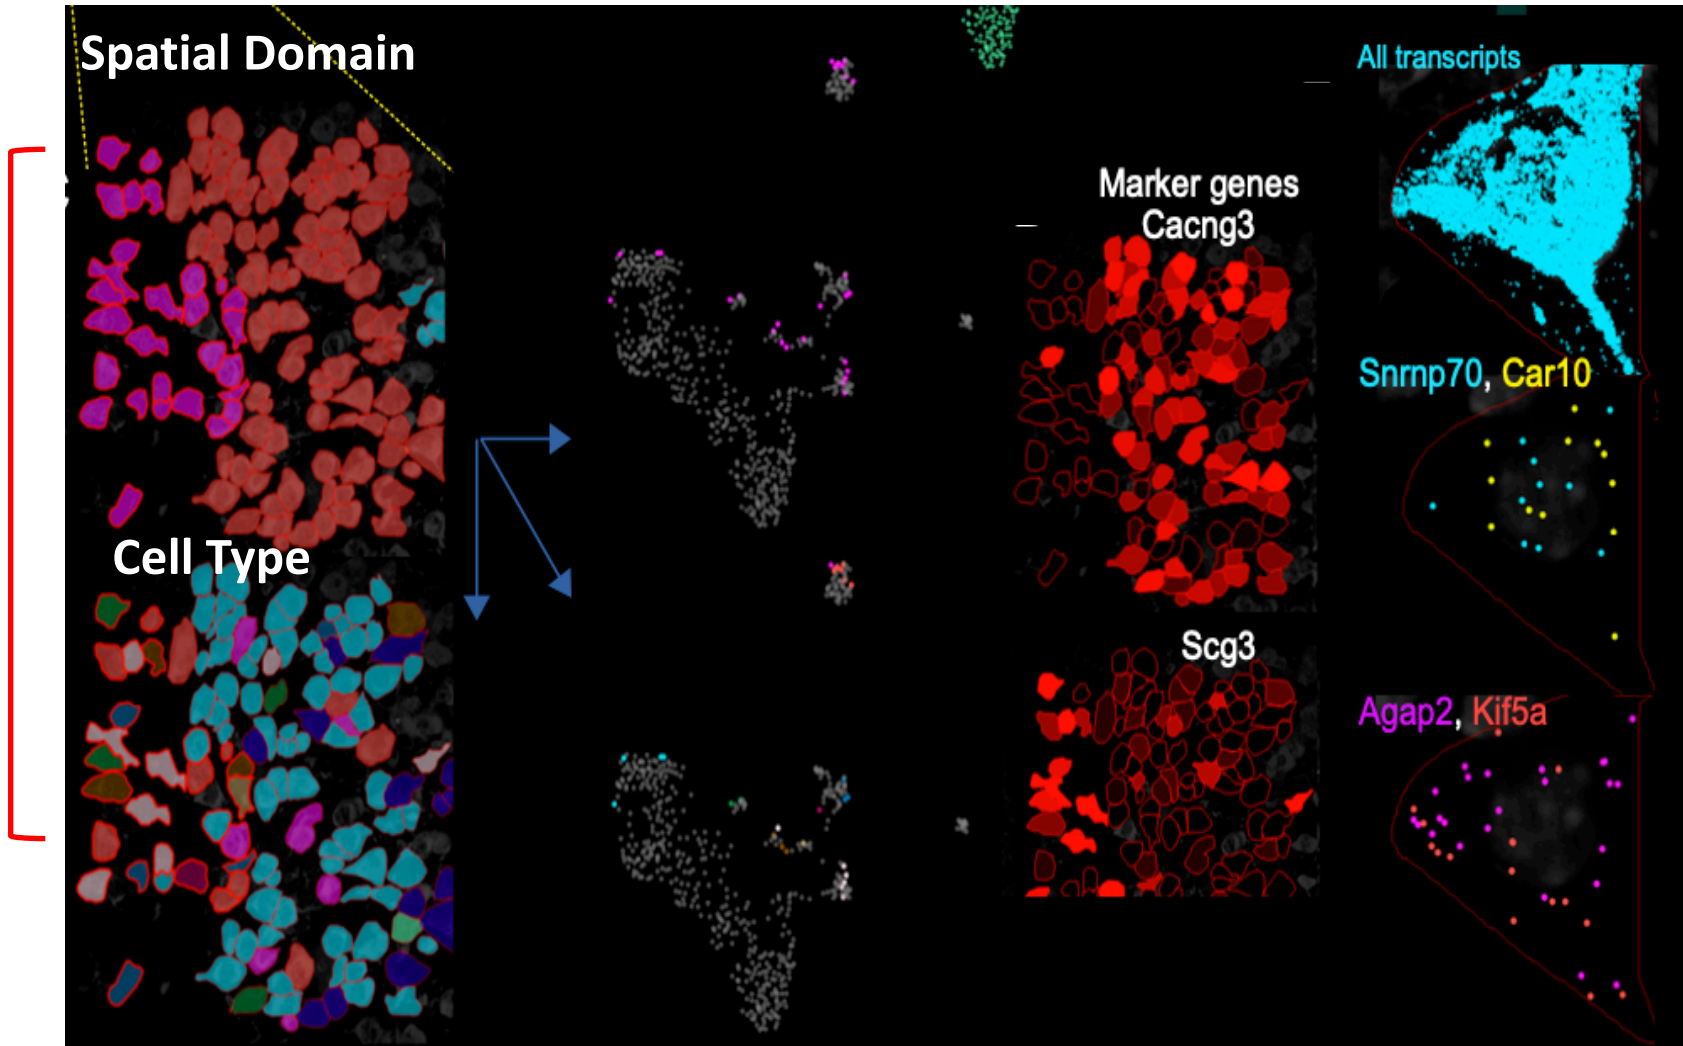 Spatial Domain
Cell Type
Marker genes
Cacng3
Scg3
All transcripts
Snrnp70, Car10
Agap2, Kif5a